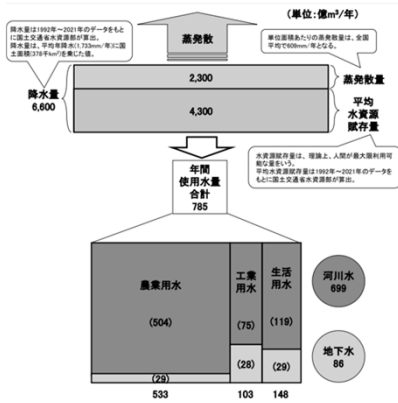 (単位:億m³/年)
降水量は1992年～2021年のデータをもとに国土交通省水資源部が算出。
降水量は、平均年降水(1,733mm/年)に国土面積(378千km²)を乗じた値。
蒸発散
単位面積あたりの蒸発散量は、全国平均で609mm/年となる。
降水量
6,600
2,300
蒸発散量
4,300
平均
水資源
賦存量
水資源賦存量は、理論上、人間が最大限利用可能な量をいう。
平均水資源賦存量は1992年～2021年のデータをもとに国土交通省水資源部が算出。
年間
使用水量
合計
785
農業用水
(504)
(29)
533
工業
用水
(75)
(28)
103
生活
用水
(119)
(29)
148
河川水
699
地下水
86